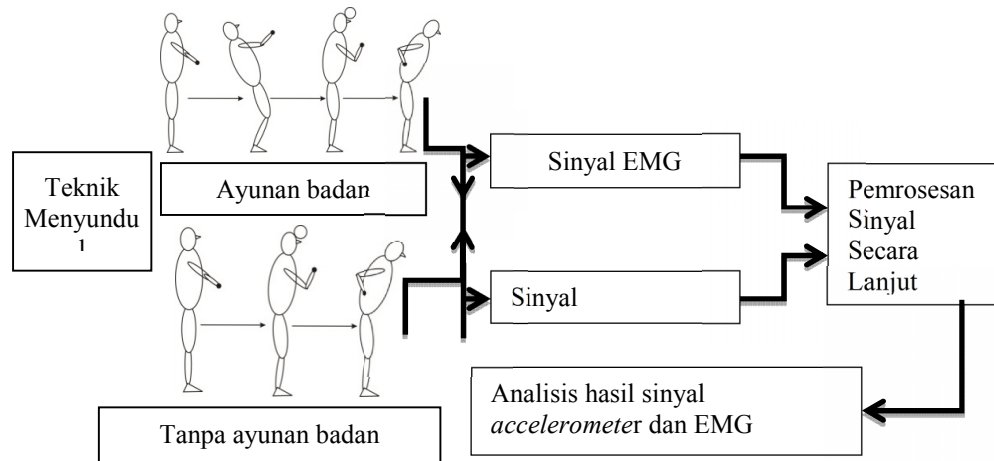 Teknik
Menyundu
l
Ayunan badan
Tanpa ayunan badan
Sinyal EMG
Sinyal
Pemrosesan
Sinyal
Secara
Lanjut
Analisis hasil sinyal
accelerometer dan EMG